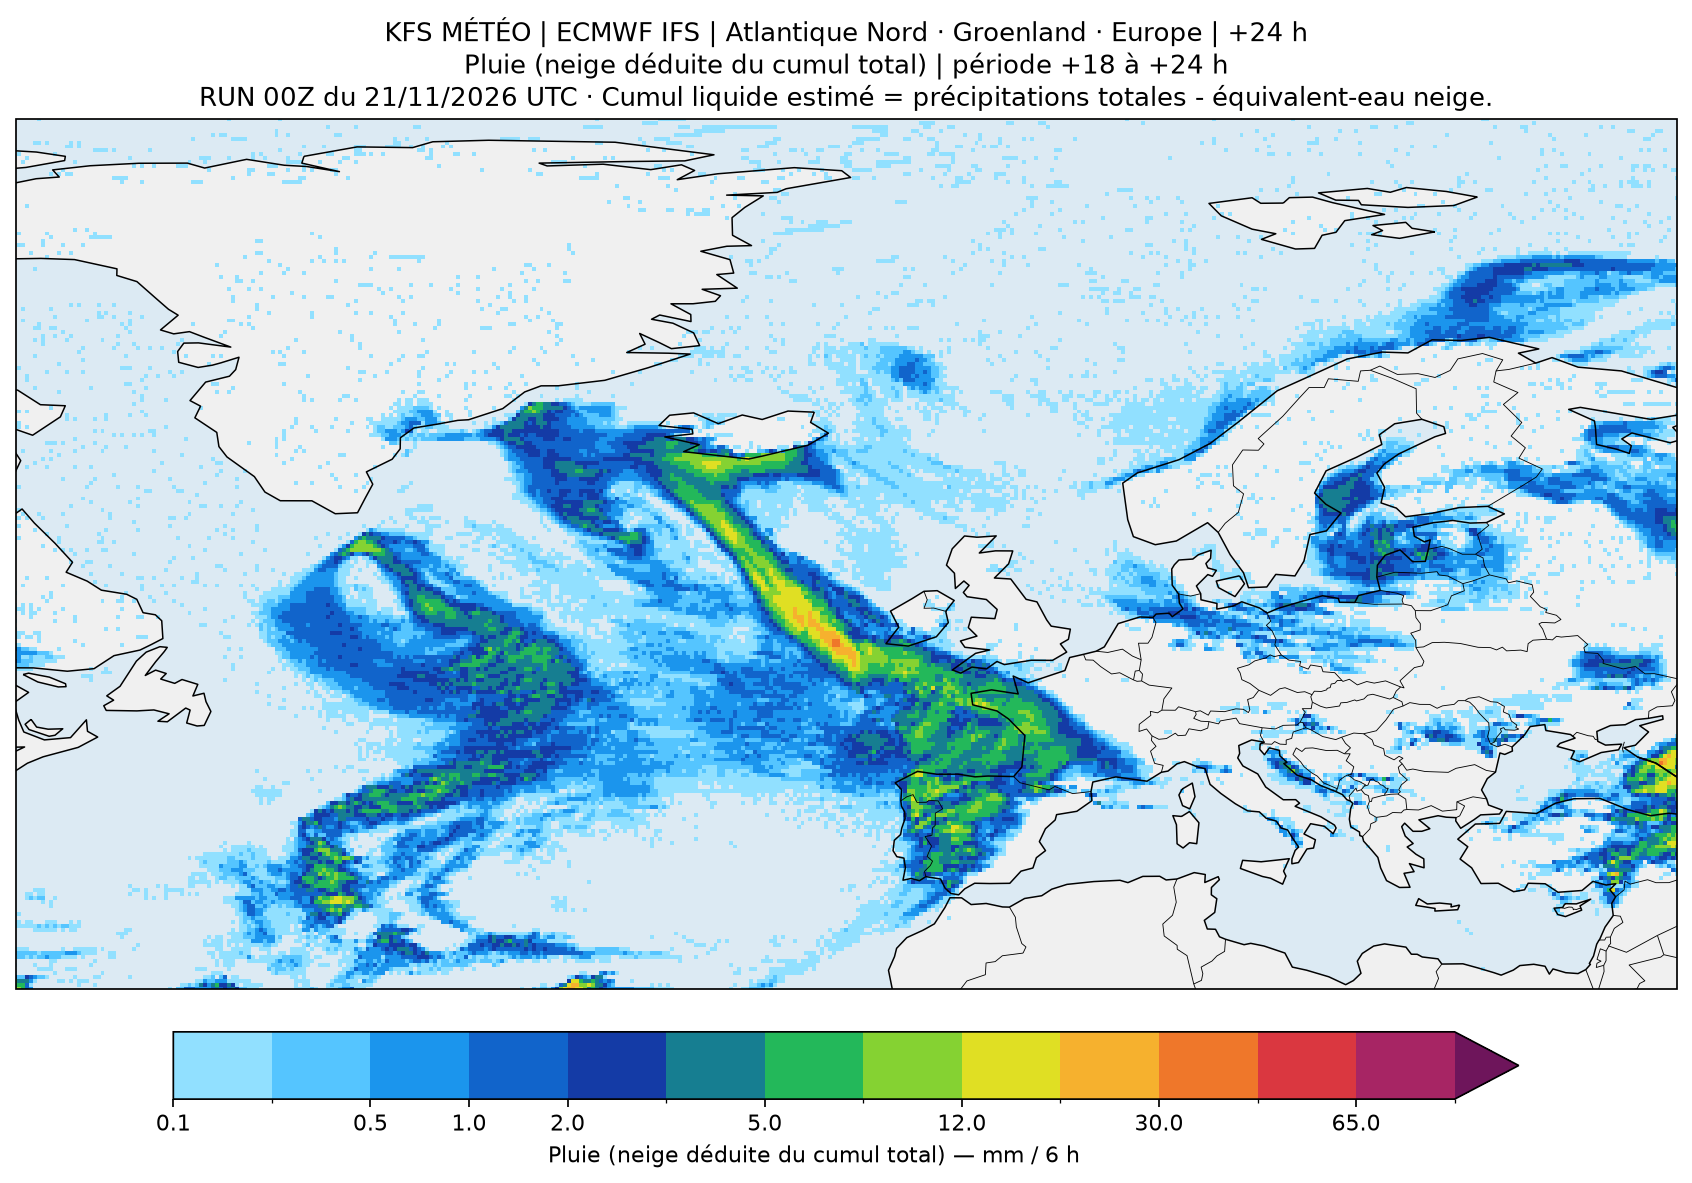 KFS MÉTÉO | ECMWF IFS | Atlantique Nord · Groenland · Europe | +24 h
Pluie (neige déduite du cumul total) | période +18 à +24 h
RUN 00Z du 21/11/2026 UTC · Cumul liquide estimé = précipitations totales - équivalent-eau neige.
0.1 0.5 1.0 2.0 5.0 12.0 30.0 65.0
Pluie (neige déduite du cumul total) — mm / 6 h